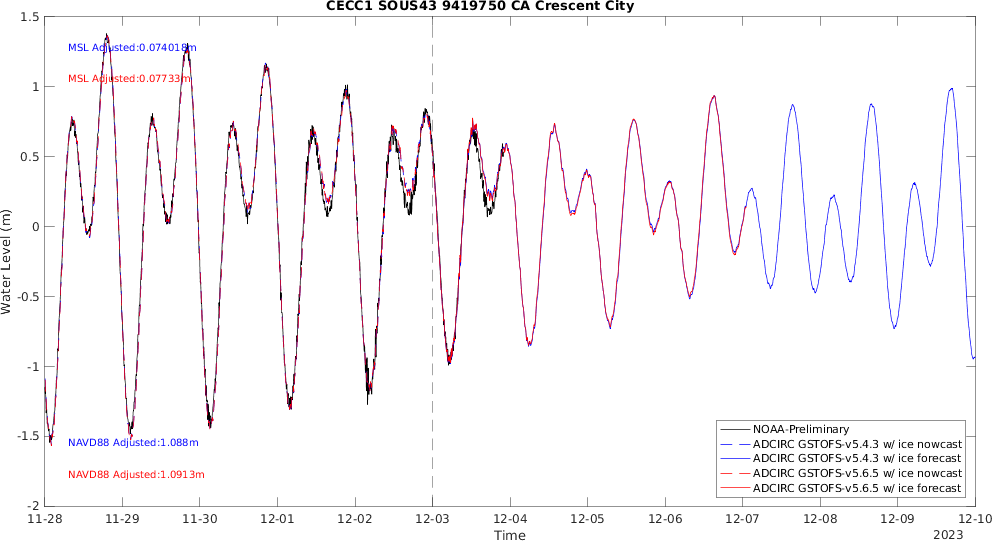 CECC1 SOUS43 9419750 CA Crescent City
1.5
1
0.5
0
-0.5
-1
-1.5
-2
Water Level (m)
MSL Adjusted:0.074018m
MSL Adjusted:0.07733m
NAVD88 Adjusted:1.088m
NAVD88 Adjusted:1.0913m
NOAA-Preliminary
ADCIRC GSTOFS-v5.4.3 w/ ice nowcast
ADCIRC GSTOFS-v5.4.3 w/ ice forecast
ADCIRC GSTOFS-v5.6.5 w/ ice nowcast
ADCIRC GSTOFS-v5.6.5 w/ ice forecast
11-28 11-29 11-30 12-01 12-02 12-03 12-04 12-05 12-06 12-07 12-08 12-09 12-10
Time
2023